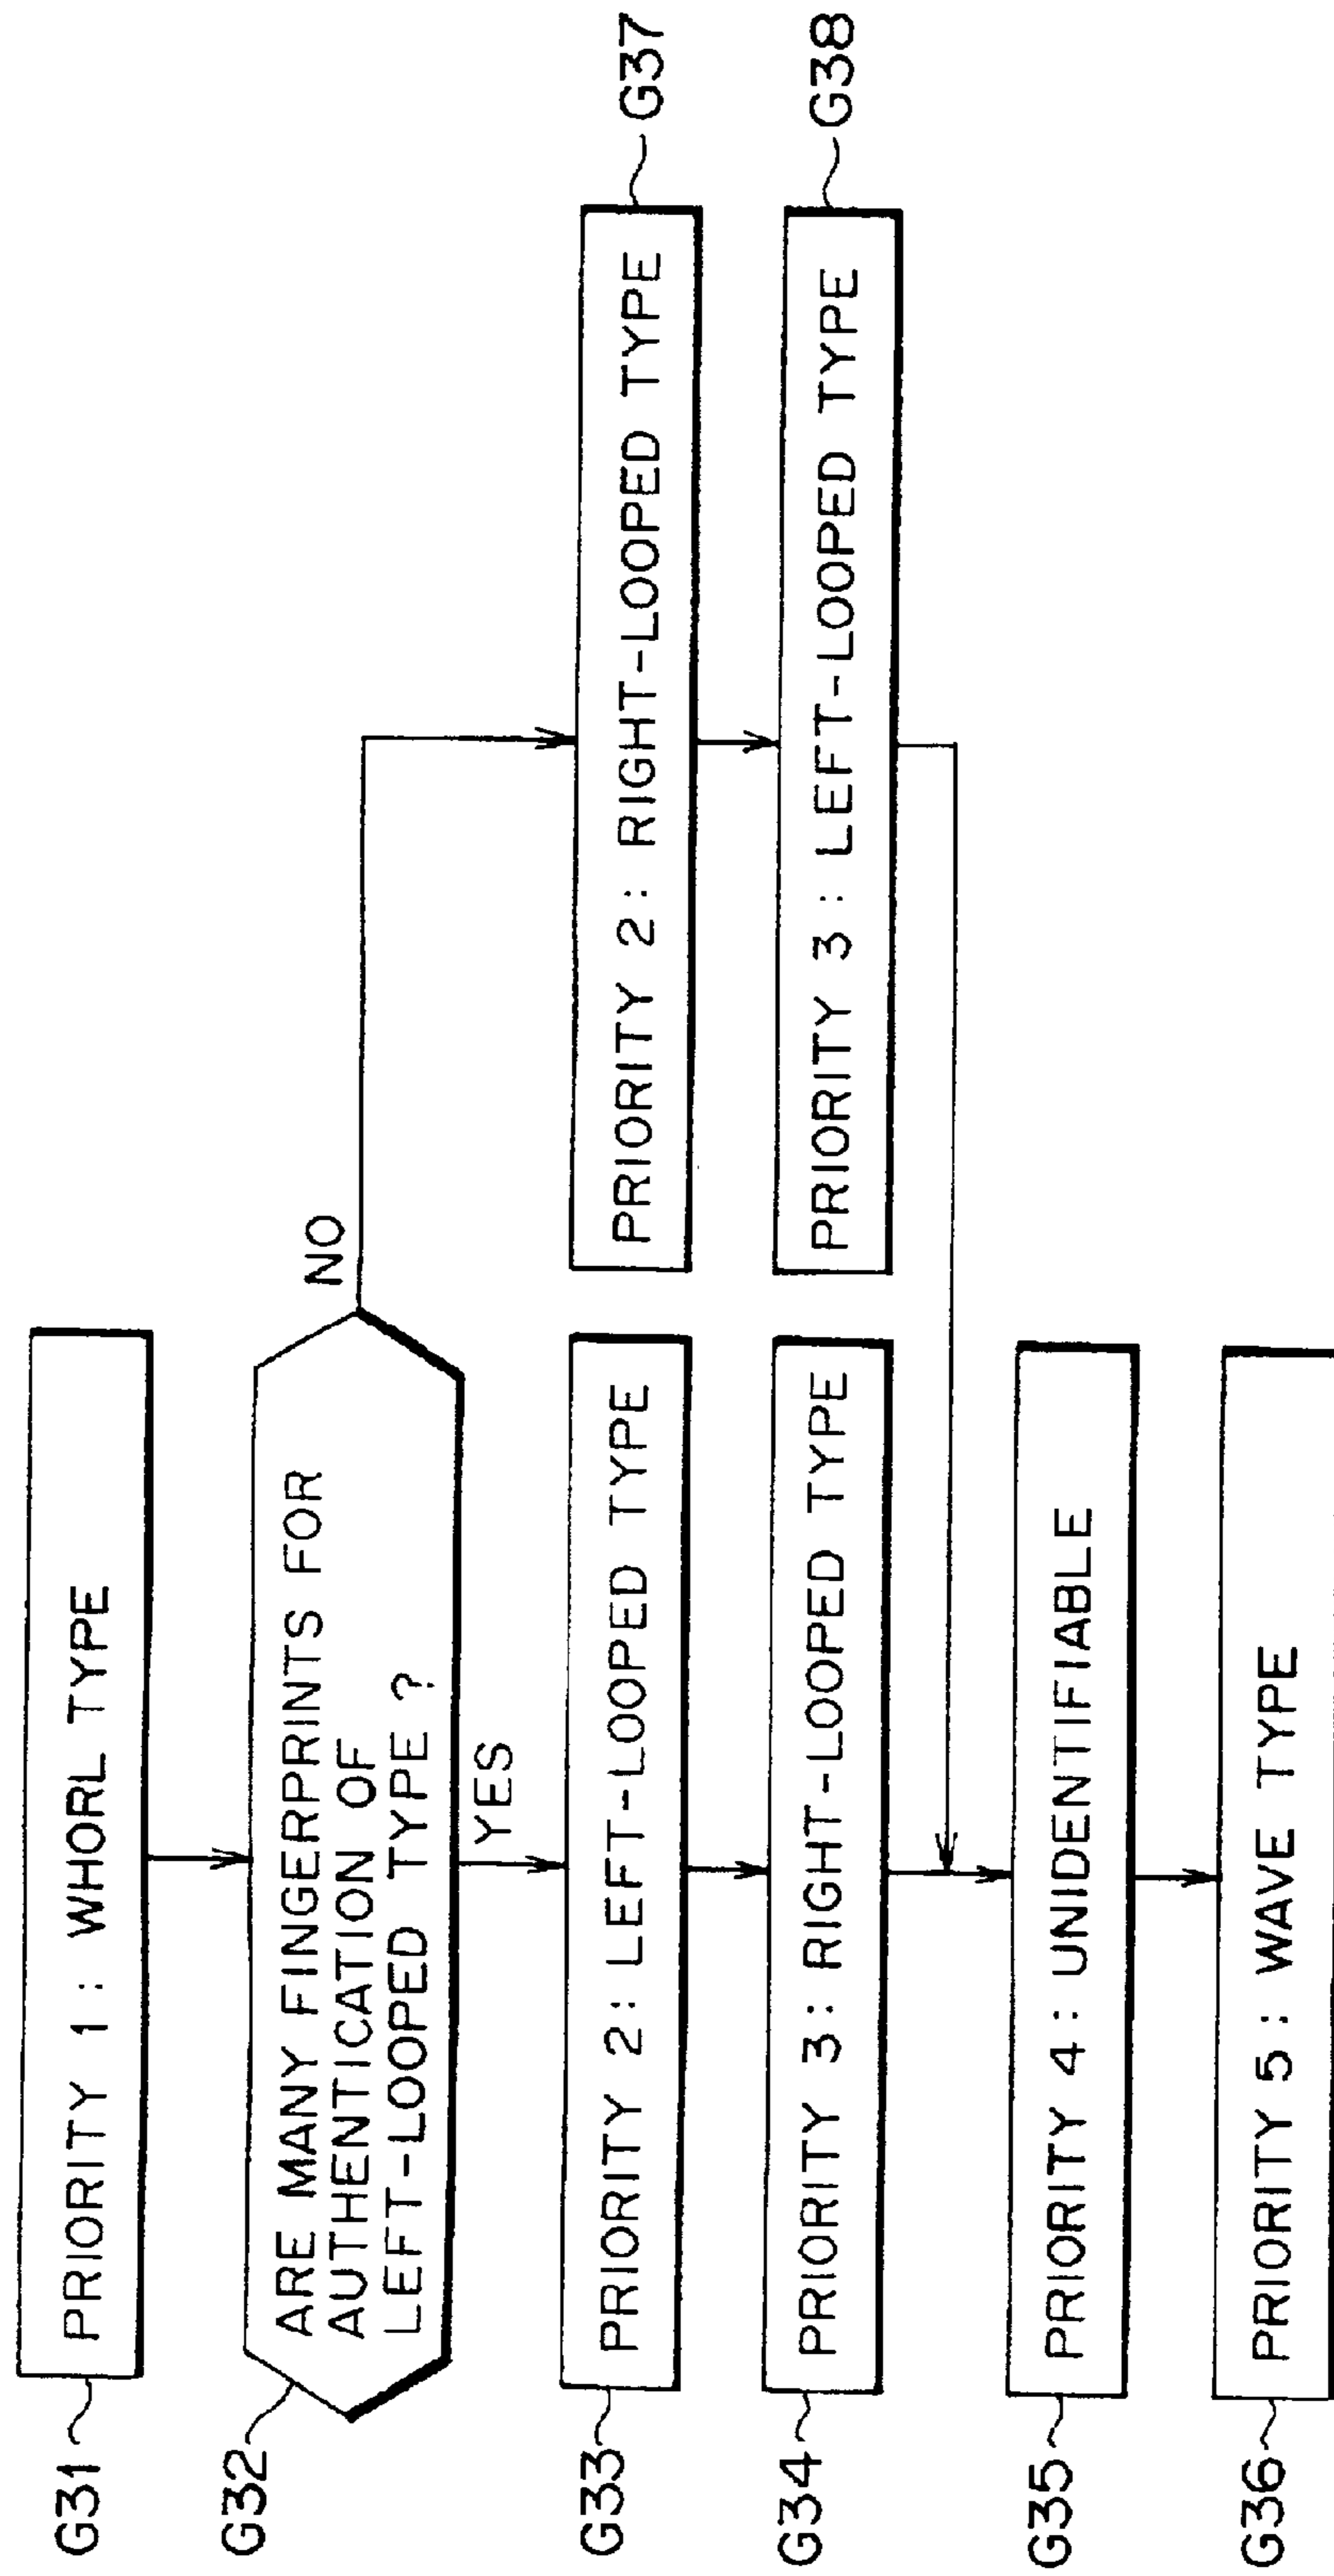 G31
PRIORITY 1 : WHORL TYPE
G32
ARE MANY FINGERPRINTS FOR
AUTHENTICATION OF
LEFT-LOOPED TYPE ?
NO
YES
G33
PRIORITY 2 : LEFT-LOOPED TYPE
PRIORITY 2 : RIGHT-LOOPED TYPE
G37
G34
PRIORITY 3 : RIGHT-LOOPED TYPE
PRIORITY 3 : LEFT-LOOPED TYPE
G38
G35
PRIORITY 4 : UNIDENTIFIABLE
G36
PRIORITY 5 : WAVE TYPE